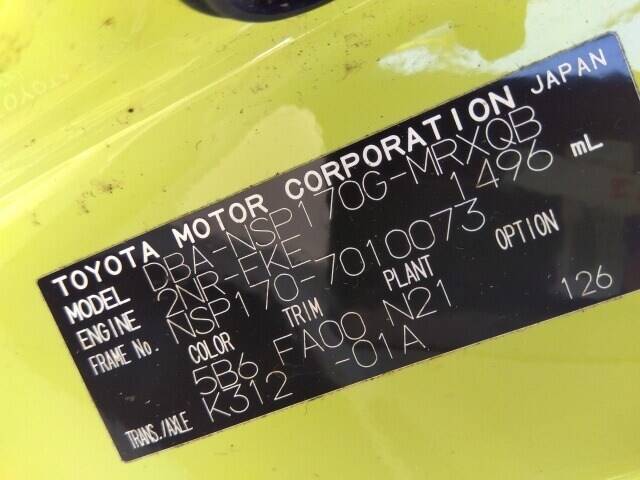 TOYOTA MOTOR CORPORATION JAPAN
MODEL DBA-NSP170G-MRXQB
ENGINE 2NR-FKE 1496 mL
FRAME No. NSP170-7010073
COLOR TRIM PLANT OPTION
5B6 FA00 N21 126
TRANS./AXLE K312 -01A